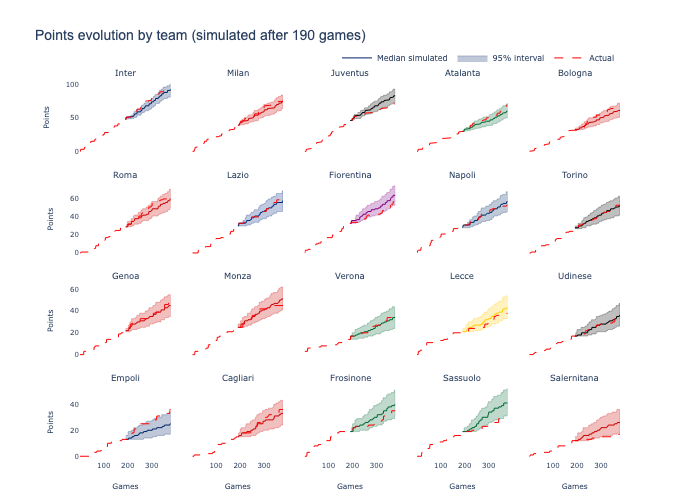 Points evolution by team (simulated after 190 games)
Median simulated 95% interval Actual
Inter Milan Juventus Atalanta Bologna
Points
100
50
0
Roma Lazio Fiorentina Napoli Torino
Points
60
40
20
0
Genoa Monza Verona Lecce Udinese
Points
60
40
20
0
Empoli Cagliari Frosinone Sassuolo Salernitana
Points
40
20
0
100 200 300 100 200 300 100 200 300 100 200 300 100 200 300
Games Games Games Games Games